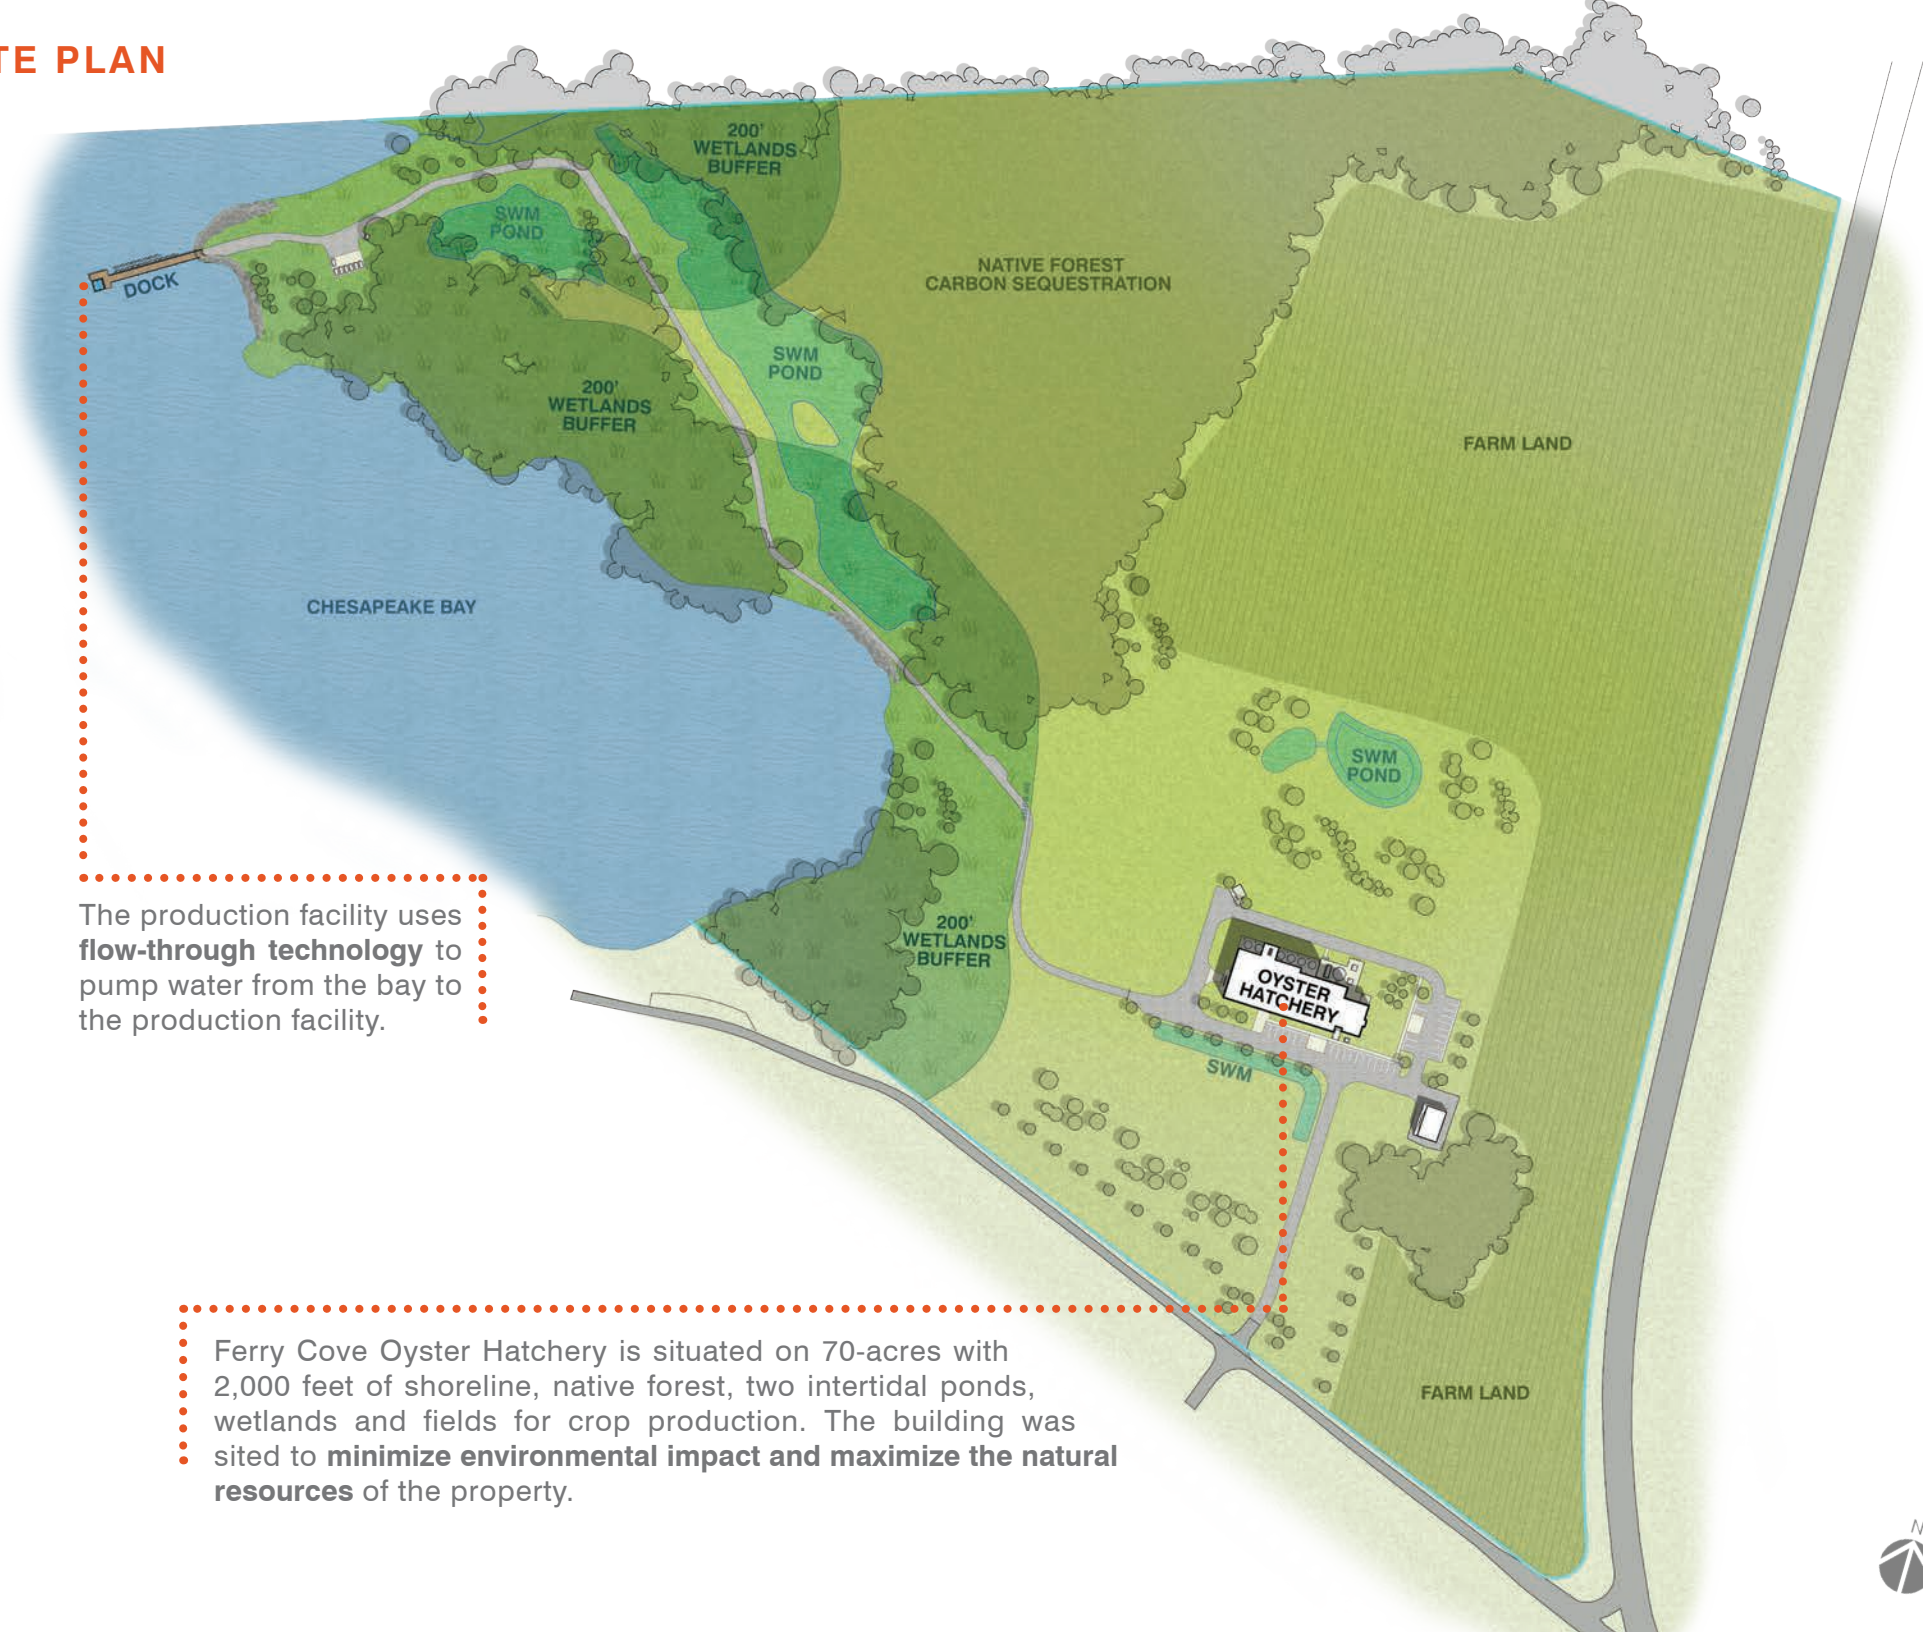 TE PLAN
200'
WETLANDS
BUFFER
SWM
POND
DOCK
NATIVE FOREST
CARBON SEQUESTRATION
SWM
POND
200'
WETLANDS
BUFFER
FARM LAND
CHESAPEAKE BAY
SWM
POND
The production facility uses
flow-through technology to
pump water from the bay to
the production facility.
200'
WETLANDS
BUFFER
OYSTER
HATCHERY
SWM
Ferry Cove Oyster Hatchery is situated on 70-acres with
2,000 feet of shoreline, native forest, two intertidal ponds,
wetlands and fields for crop production. The building was
sited to minimize environmental impact and maximize the natural
resources of the property.
FARM LAND
N